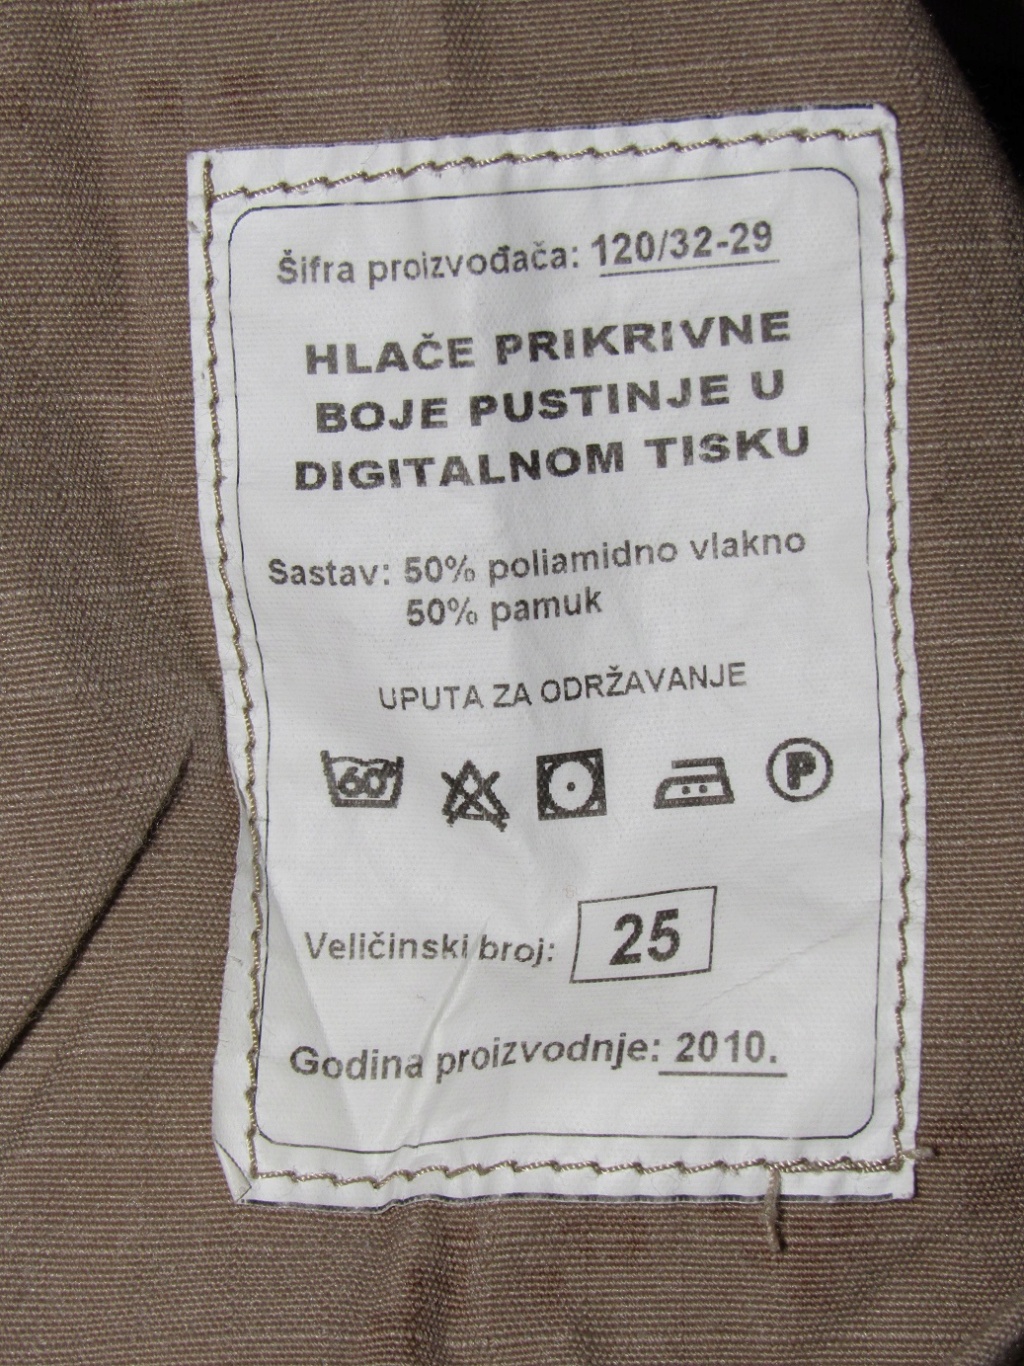 Šifra proizvođača: 120/32-29
HLAČE PRIKRIVNE
BOJE PUSTINJE U
DIGITALNOM TISKU
Sastav: 50% poliamidno vlakno
50% pamuk
UPUTA ZA ODRŽAVANJE
60° P
Veličinski broj: 25
Godina proizvodnje: 2010.